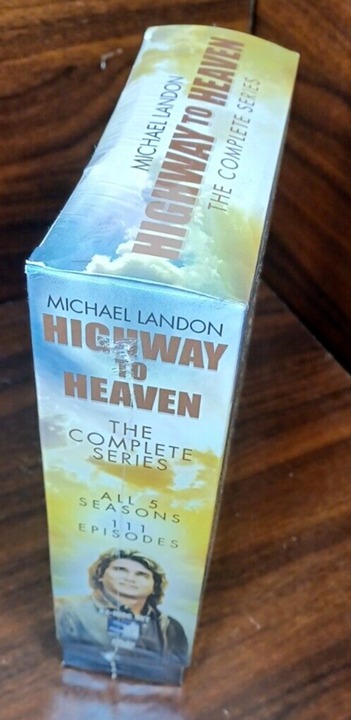 MICHAEL LANDON
HIGHWAY TO HEAVEN
THE COMPLETE SERIES
MICHAEL LANDON
HIGHWAY
TO
HEAVEN
THE
COMPLETE
SERIES
ALL 5
SEASONS
111
EPISODES